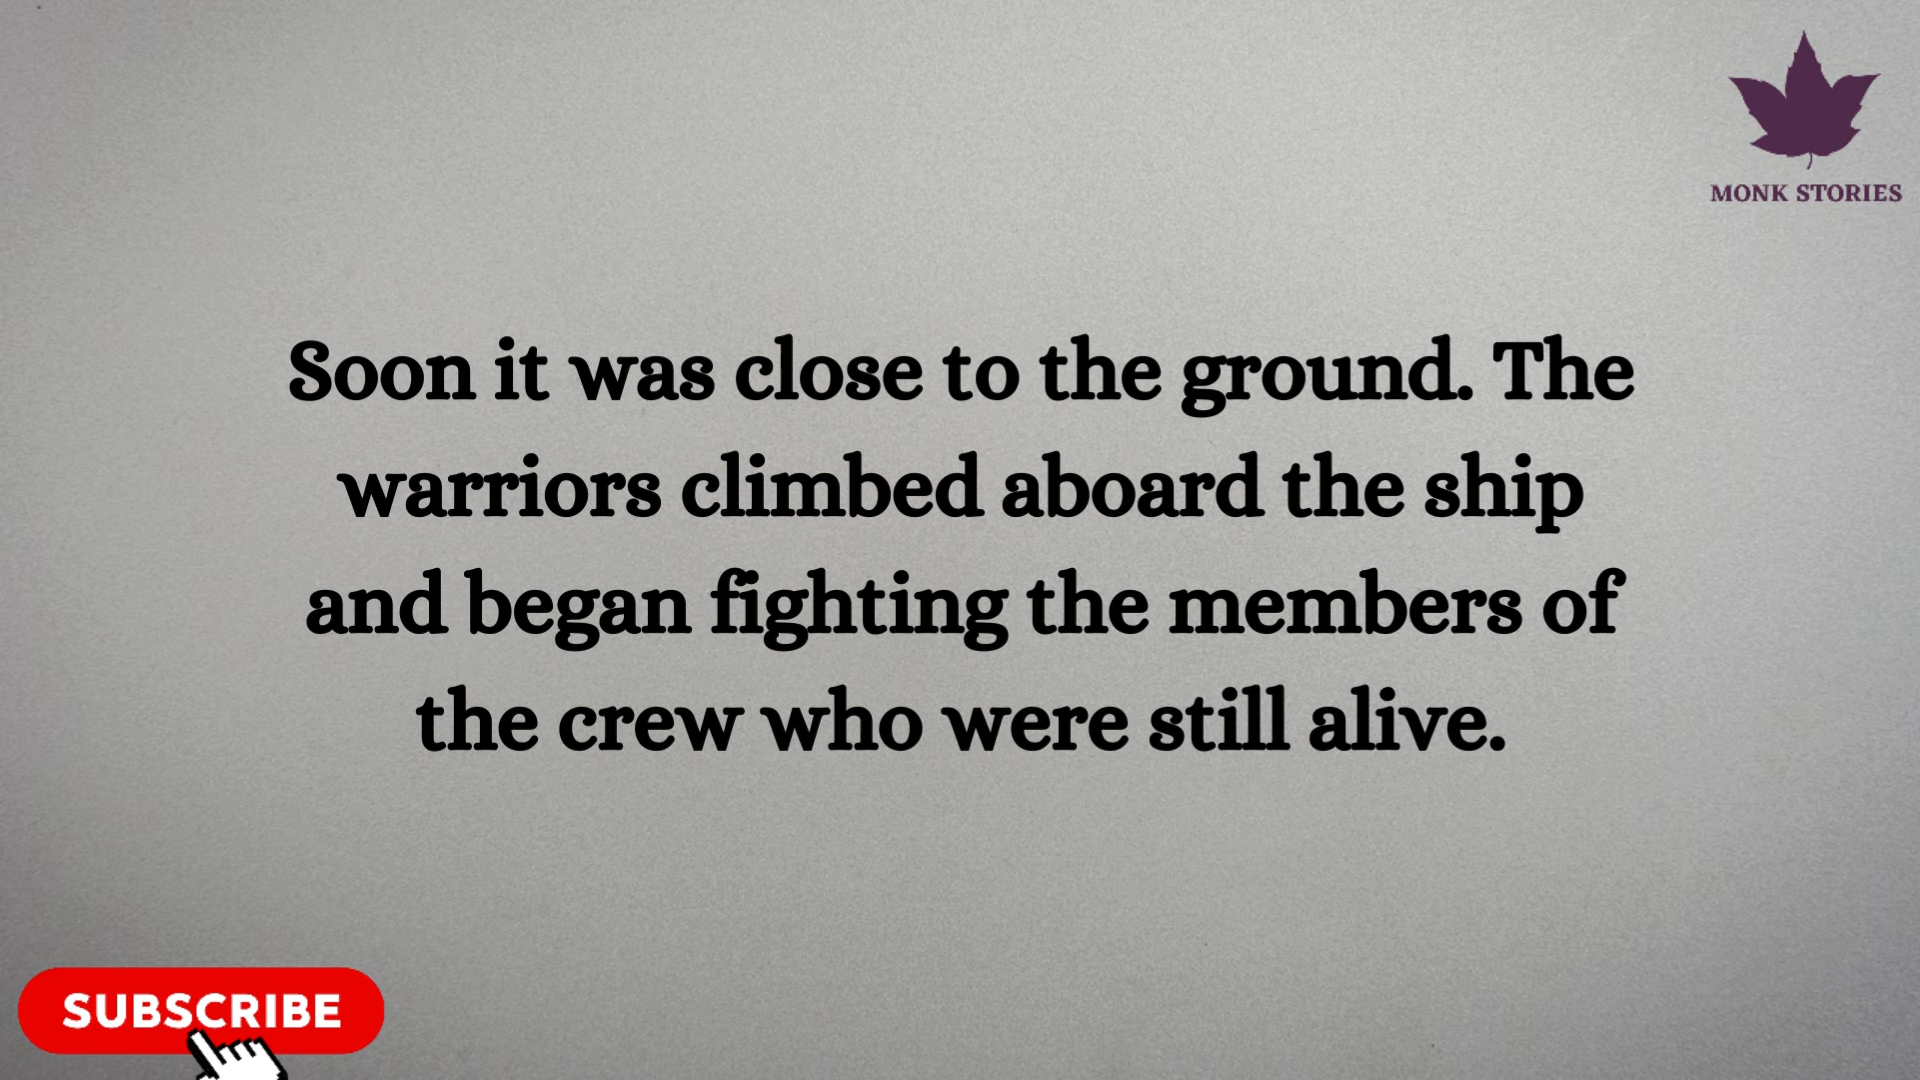 MONK STORIES
Soon it was close to the ground. The
warriors climbed aboard the ship
and began fighting the members of
the crew who were still alive.
SUBSCRIBE